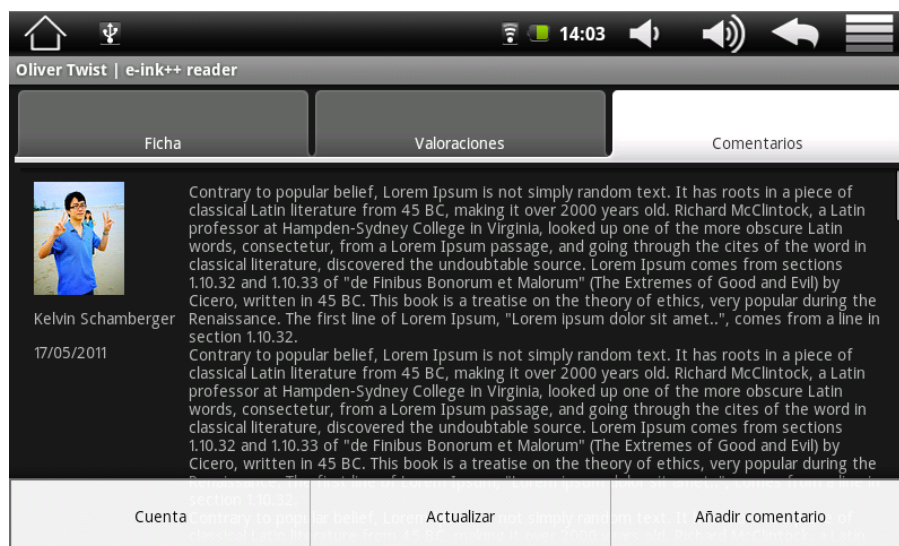 14:03
Oliver Twist | e-ink++ reader
Ficha
Valoraciones
Comentarios
Kelvin Schamberger
17/05/2011
Contrary to popular belief, Lorem Ipsum is not simply random text. It has roots in a piece of
classical Latin literature from 45 BC, making it over 2000 years old. Richard McClintock, a Latin
professor at Hampden-Sydney College in Virginia, looked up one of the more obscure Latin
words, consectetur, from a Lorem Ipsum passage, and going through the cites of the word in
classical literature, discovered the undoubtable source. Lorem Ipsum comes from sections
1.10.32 and 1.10.33 of "de Finibus Bonorum et Malorum" (The Extremes of Good and Evil) by
Cicero, written in 45 BC. This book is a treatise on the theory of ethics, very popular during the
Renaissance. The first line of Lorem Ipsum, "Lorem ipsum dolor sit amet..", comes from a line in
section 1.10.32.
Contrary to popular belief, Lorem Ipsum is not simply random text. It has roots in a piece of
classical Latin literature from 45 BC, making it over 2000 years old. Richard McClintock, a Latin
professor at Hampden-Sydney College in Virginia, looked up one of the more obscure Latin
words, consectetur, from a Lorem Ipsum passage, and going through the cites of the word in
classical literature, discovered the undoubtable source. Lorem Ipsum comes from sections
1.10.32 and 1.10.33 of "de Finibus Bonorum et Malorum" (The Extremes of Good and Evil) by
Cicero, written in 45 BC. This book is a treatise on the theory of ethics, very popular during the
section 1.10.32.
Cuenta
Actualizar
Añadir comentario